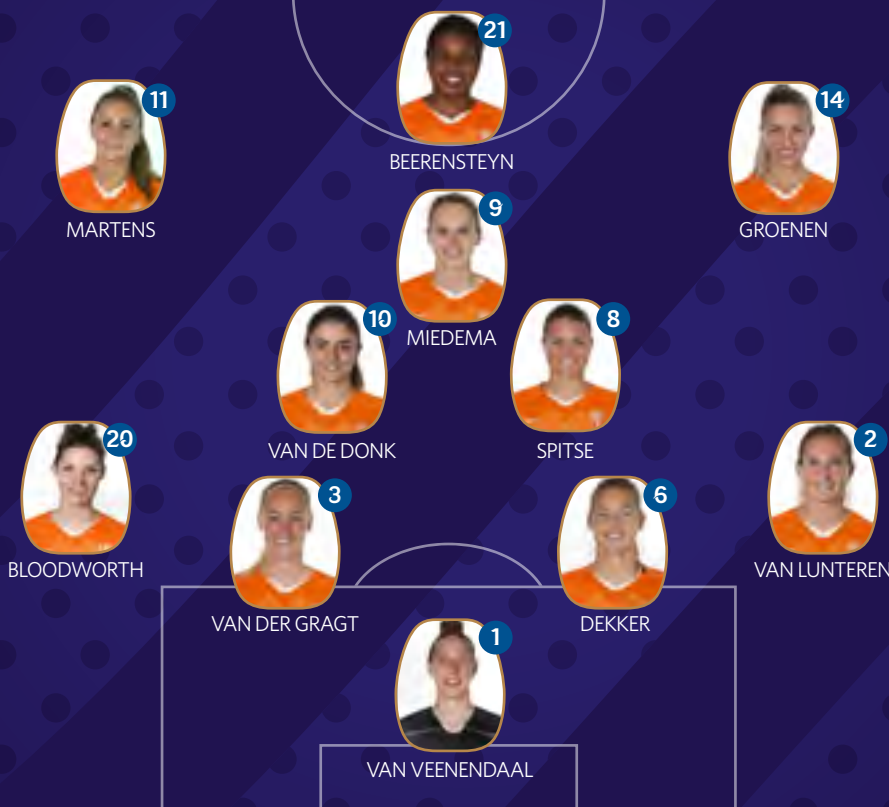 21
BEERENSTEYN
11
MARTENS
14
GROENEN
9
MIEDEMA
10
VAN DE DONK
8
SPITSE
20
BLOODWORTH
2
VAN LUNTEREN
3
VAN DER GRAGT
6
DEKKER
1
VAN VEENENDAAL